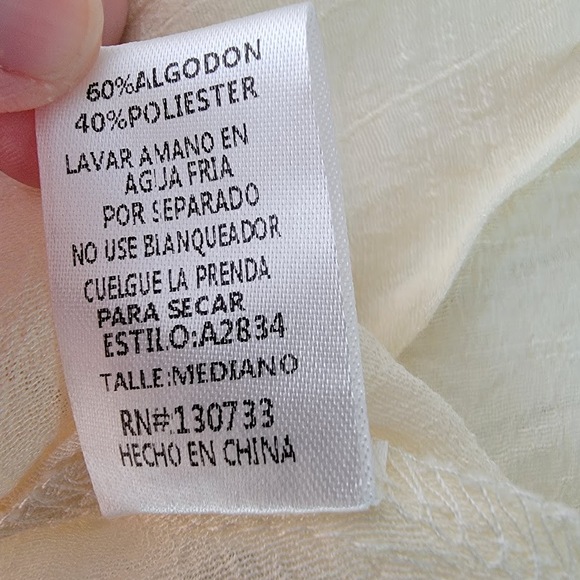 60%ALGODON
40%POLIESTER
LAVAR AMANO EN
AGUA FRIA
POR SEPARADO
NO USE BLANQUEADOR
CUELGUE LA PRENDA
PARA SECAR
ESTILO:A2834
TALLE:MEDIANO
RN#:130733
HECHO EN CHINA